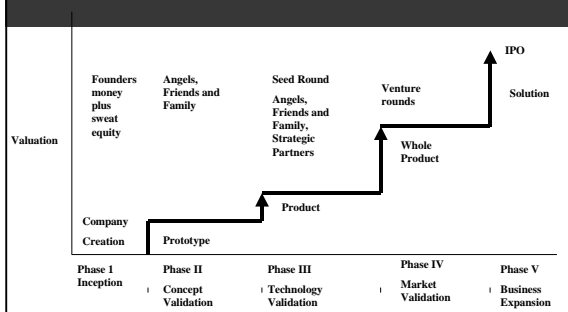 IPO
Founders
money
plus
sweat
equity
Angels,
Friends and
Family
Seed Round
Angels,
Friends and
Family,
Strategic
Partners
Venture
rounds
Solution
Valuation
Whole
Product
Product
Company
Creation
Prototype
Phase 1
Inception
Phase II
Concept
Validation
Phase III
Technology
Validation
Phase IV
Market
Validation
Phase V
Business
Expansion